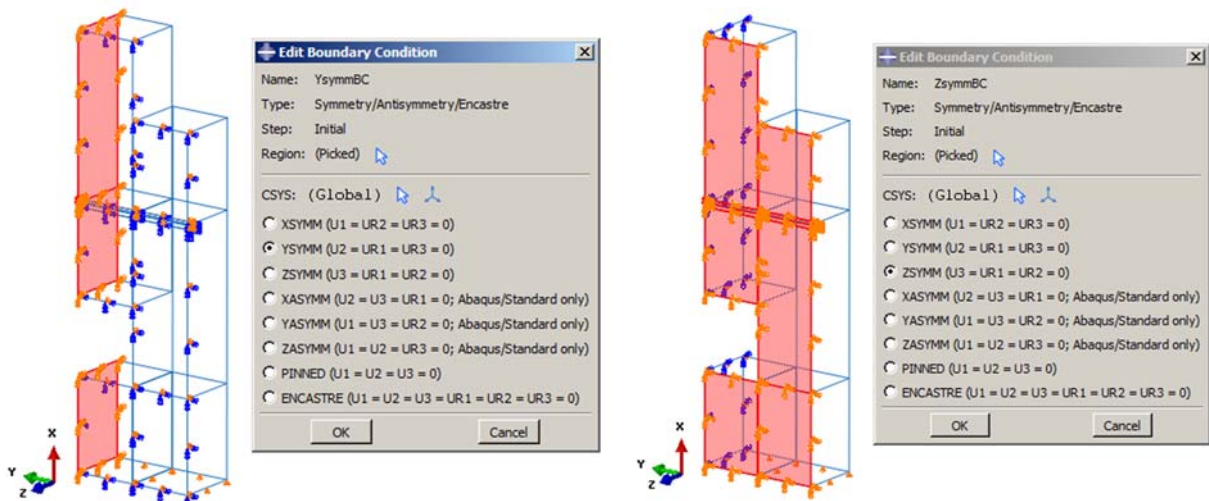 Edit Boundary Condition
Name: YsymmBC
Type: Symmetry/Antisymmetry/Encastre
Step: Initial
Region: (Picked)
CSYS: (Global)
XSYMM (U1 = UR2 = UR3 = 0)
YSYMM (U2 = UR1 = UR3 = 0)
ZSYMM (U3 = UR1 = UR2 = 0)
XASYMM (U2 = U3 = UR1 = 0; Abaqus/Standard only)
YASYMM (U1 = U3 = UR2 = 0; Abaqus/Standard only)
ZASYMM (U1 = U2 = UR3 = 0; Abaqus/Standard only)
PINNED (U1 = U2 = U3 = 0)
ENCASTRE (U1 = U2 = U3 = UR1 = UR2 = UR3 = 0)
OK Cancel
X
Y
Z
Edit Boundary Condition
Name: ZsymmBC
Type: Symmetry/Antisymmetry/Encastre
Step: Initial
Region: (Picked)
CSYS: (Global)
XSYMM (U1 = UR2 = UR3 = 0)
YSYMM (U2 = UR1 = UR3 = 0)
ZSYMM (U3 = UR1 = UR2 = 0)
XASYMM (U2 = U3 = UR1 = 0; Abaqus/Standard only)
YASYMM (U1 = U3 = UR2 = 0; Abaqus/Standard only)
ZASYMM (U1 = U2 = UR3 = 0; Abaqus/Standard only)
PINNED (U1 = U2 = U3 = 0)
ENCASTRE (U1 = U2 = U3 = UR1 = UR2 = UR3 = 0)
OK Cancel
X
Y
Z